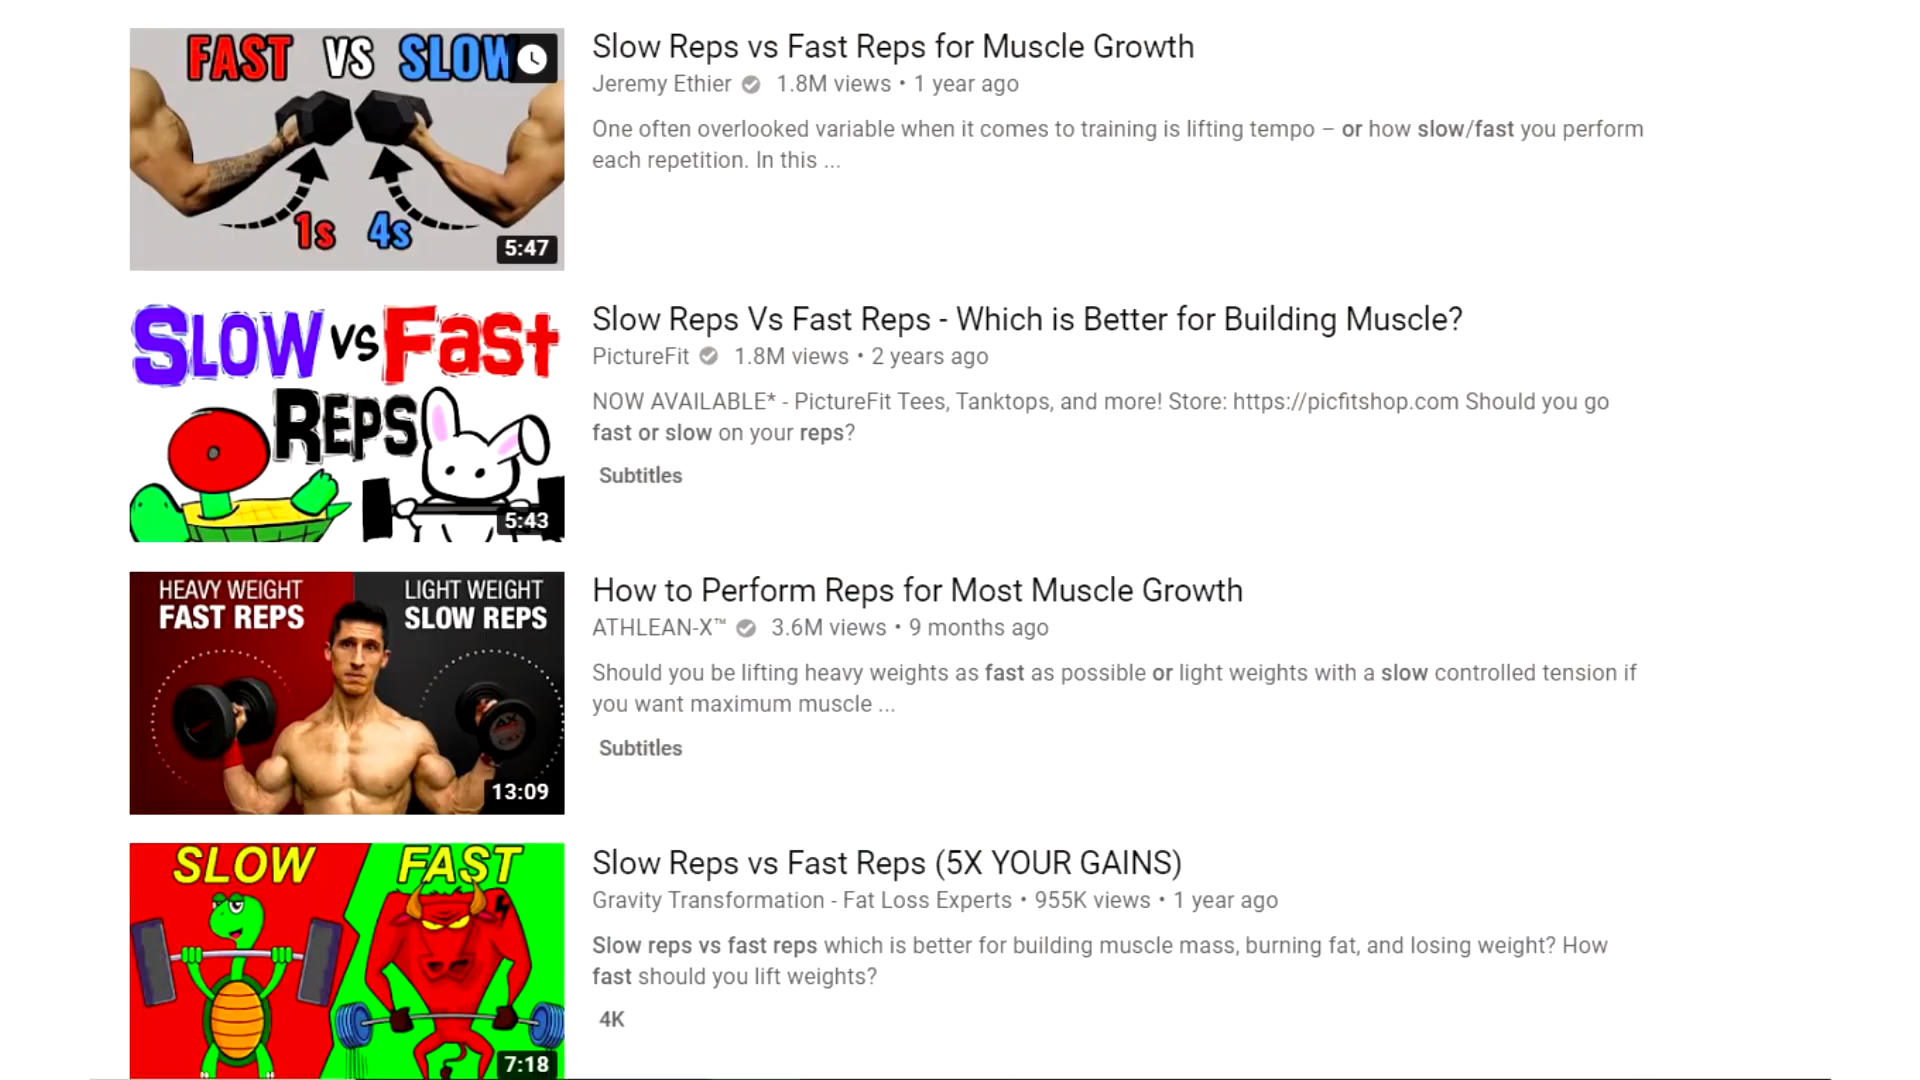 FAST VS SLOW
1s 4s
5:47
Slow Reps vs Fast Reps for Muscle Growth
Jeremy Ethier 1.8M views • 1 year ago
One often overlooked variable when it comes to training is lifting tempo – or how slow/fast you perform
each repetition. In this ...
SLOW vs Fast
REPS
5:43
Slow Reps Vs Fast Reps - Which is Better for Building Muscle?
PictureFit 1.8M views • 2 years ago
NOW AVAILABLE* - PictureFit Tees, Tanktops, and more! Store: https://picfitshop.com Should you go
fast or slow on your reps?
Subtitles
HEAVY WEIGHT
FAST REPS
LIGHT WEIGHT
SLOW REPS
13:09
How to Perform Reps for Most Muscle Growth
ATHLEAN-X™ 3.6M views • 9 months ago
Should you be lifting heavy weights as fast as possible or light weights with a slow controlled tension if
you want maximum muscle ...
Subtitles
SLOW FAST
7:18
Slow Reps vs Fast Reps (5X YOUR GAINS)
Gravity Transformation - Fat Loss Experts • 955K views • 1 year ago
Slow reps vs fast reps which is better for building muscle mass, burning fat, and losing weight? How
fast should you lift weights?
4K